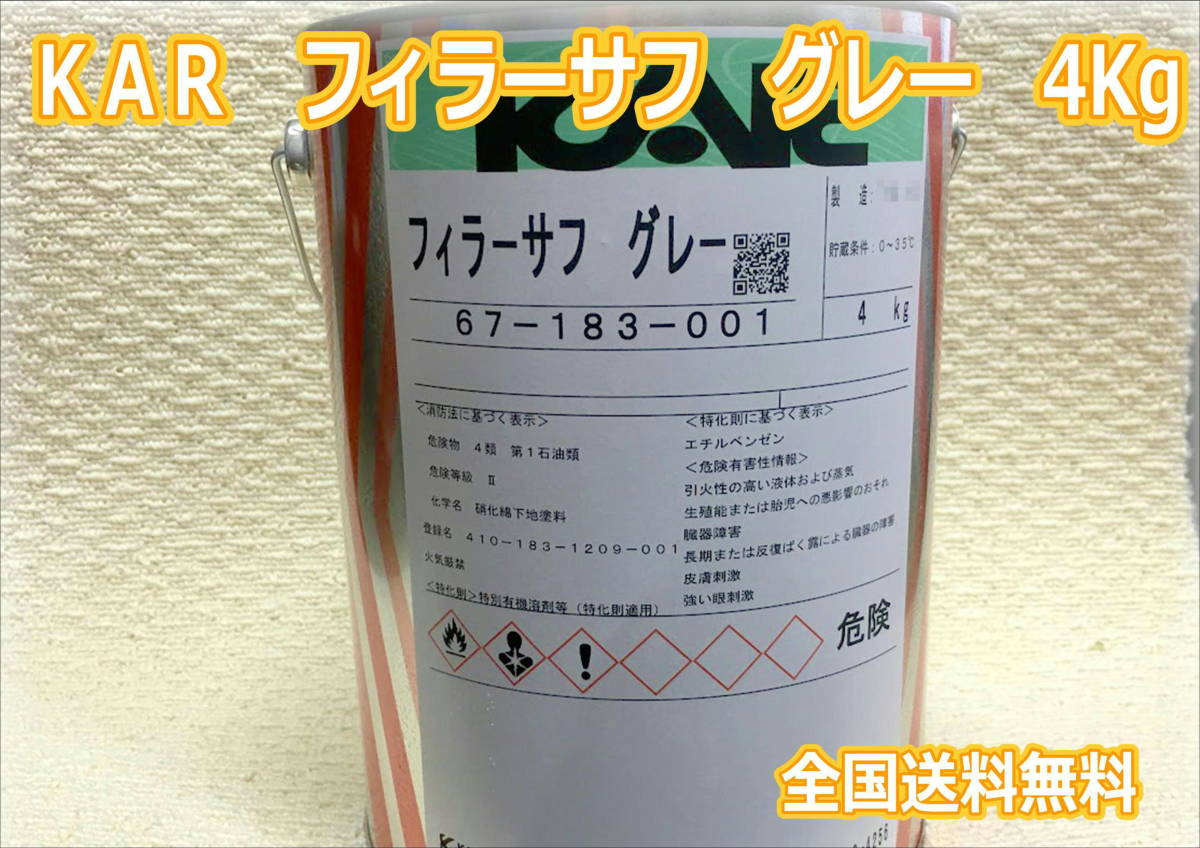 KAR フィラーサフ グレー 4Kg
フィラーサフ グレー
製 造:
貯蔵条件:0~35℃
67-183-001
4 kg
<消防法に基づく表示>
危険物 4類 第1石油類
危険等級 Ⅱ
化学名 硝化綿下地塗料
登録名 410-183-1209-001
火気厳禁
<特化則>特別有機溶剤等(特化則適用)
<特化則に基づく表示>
エチルベンゼン
<危険有害性情報>
引火性の高い液体および蒸気
生殖能または胎児への悪影響のおそれ
臓器障害
長期または反復ばく露による臓器の障害
皮膚刺激
強い眼刺激
危険
全国送料無料